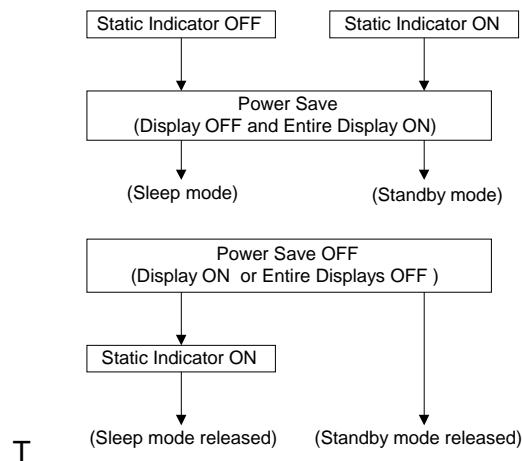 Static Indicator OFF
Static Indicator ON
Power Save
(Display OFF and Entire Display ON)
(Sleep mode)
(Standby mode)
Power Save OFF
(Display ON or Entire Displays OFF )
Static Indicator ON
(Sleep mode released)
(Standby mode released)
T